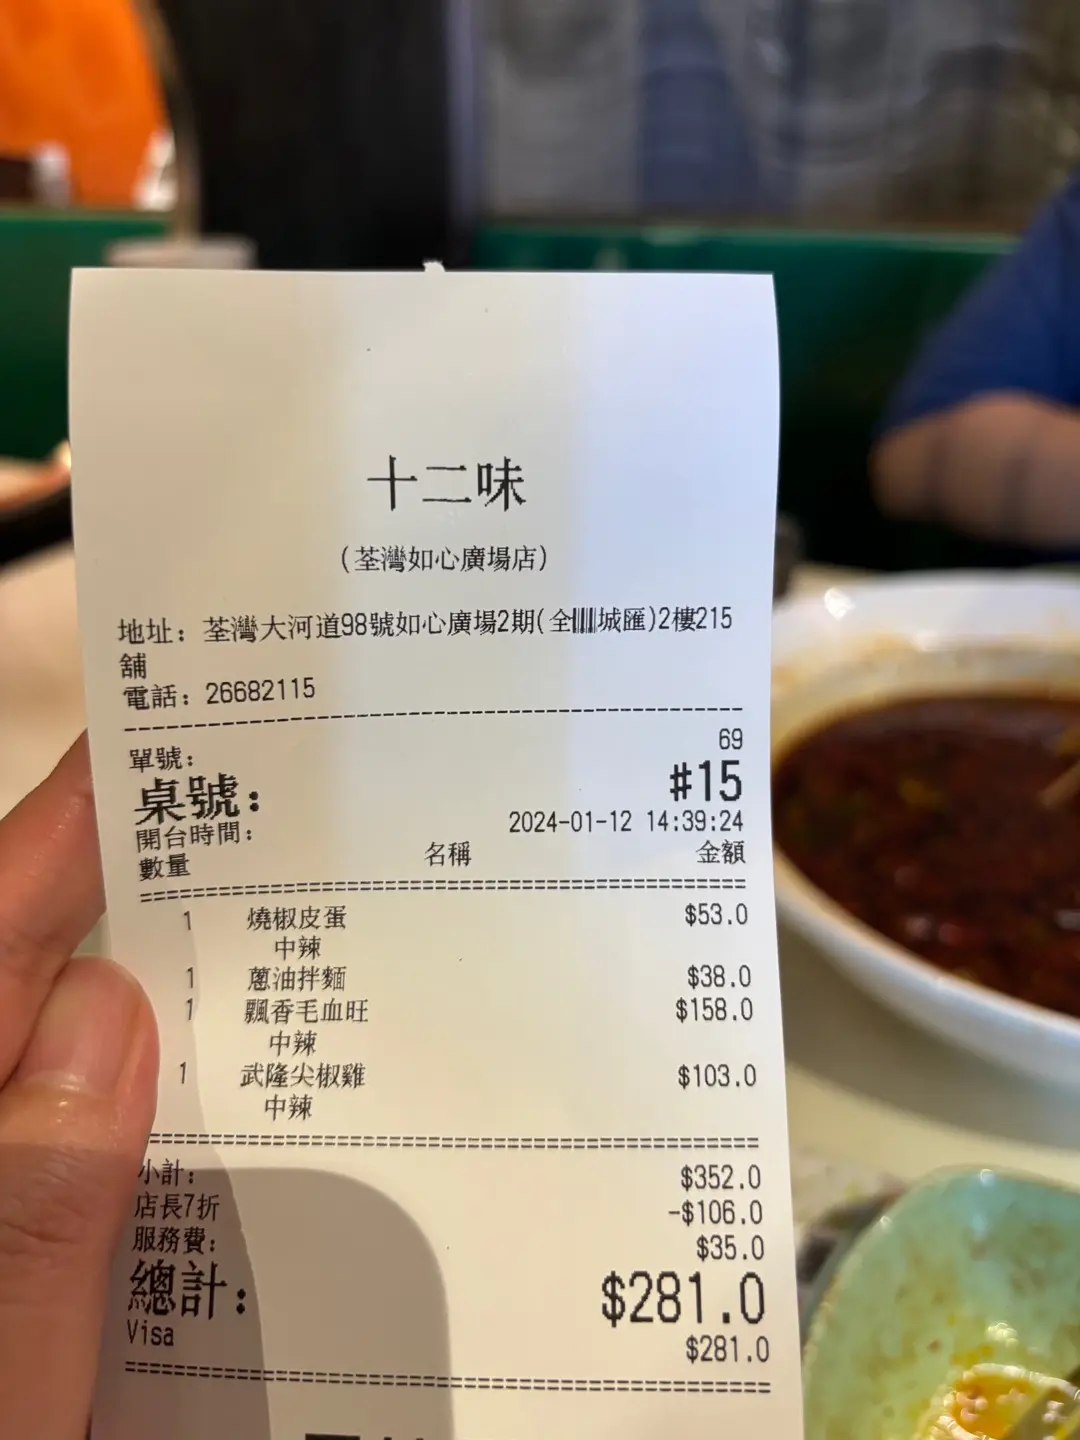 十二味
(荃灣如心廣場店)
地址: 荃灣大河道98號如心廣場2期(全城匯)2樓215
舖
電話: 26682115
單號: 69
桌號: #15
開台時間: 2024-01-12 14:39:24
數量 名稱 金額
1 燒椒皮蛋 $53.0
中辣
1 蔥油拌麵 $38.0
1 飄香毛血旺 $158.0
中辣
1 武隆尖椒雞 $103.0
中辣
小計: $352.0
店長7折 -$106.0
服務費: $35.0
總計: $281.0
Visa $281.0